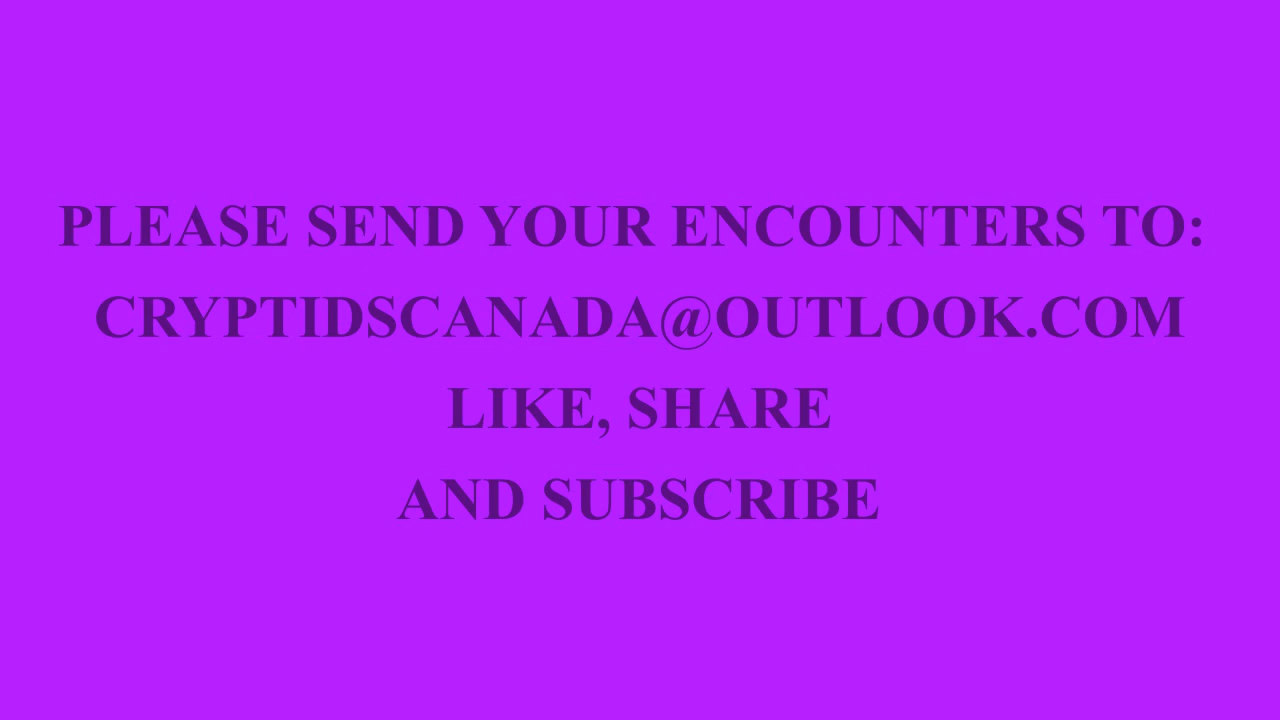 PLEASE SEND YOUR ENCOUNTERS TO:
CRYPTIDSCANADA@OUTLOOK.COM
LIKE, SHARE
AND SUBSCRIBE